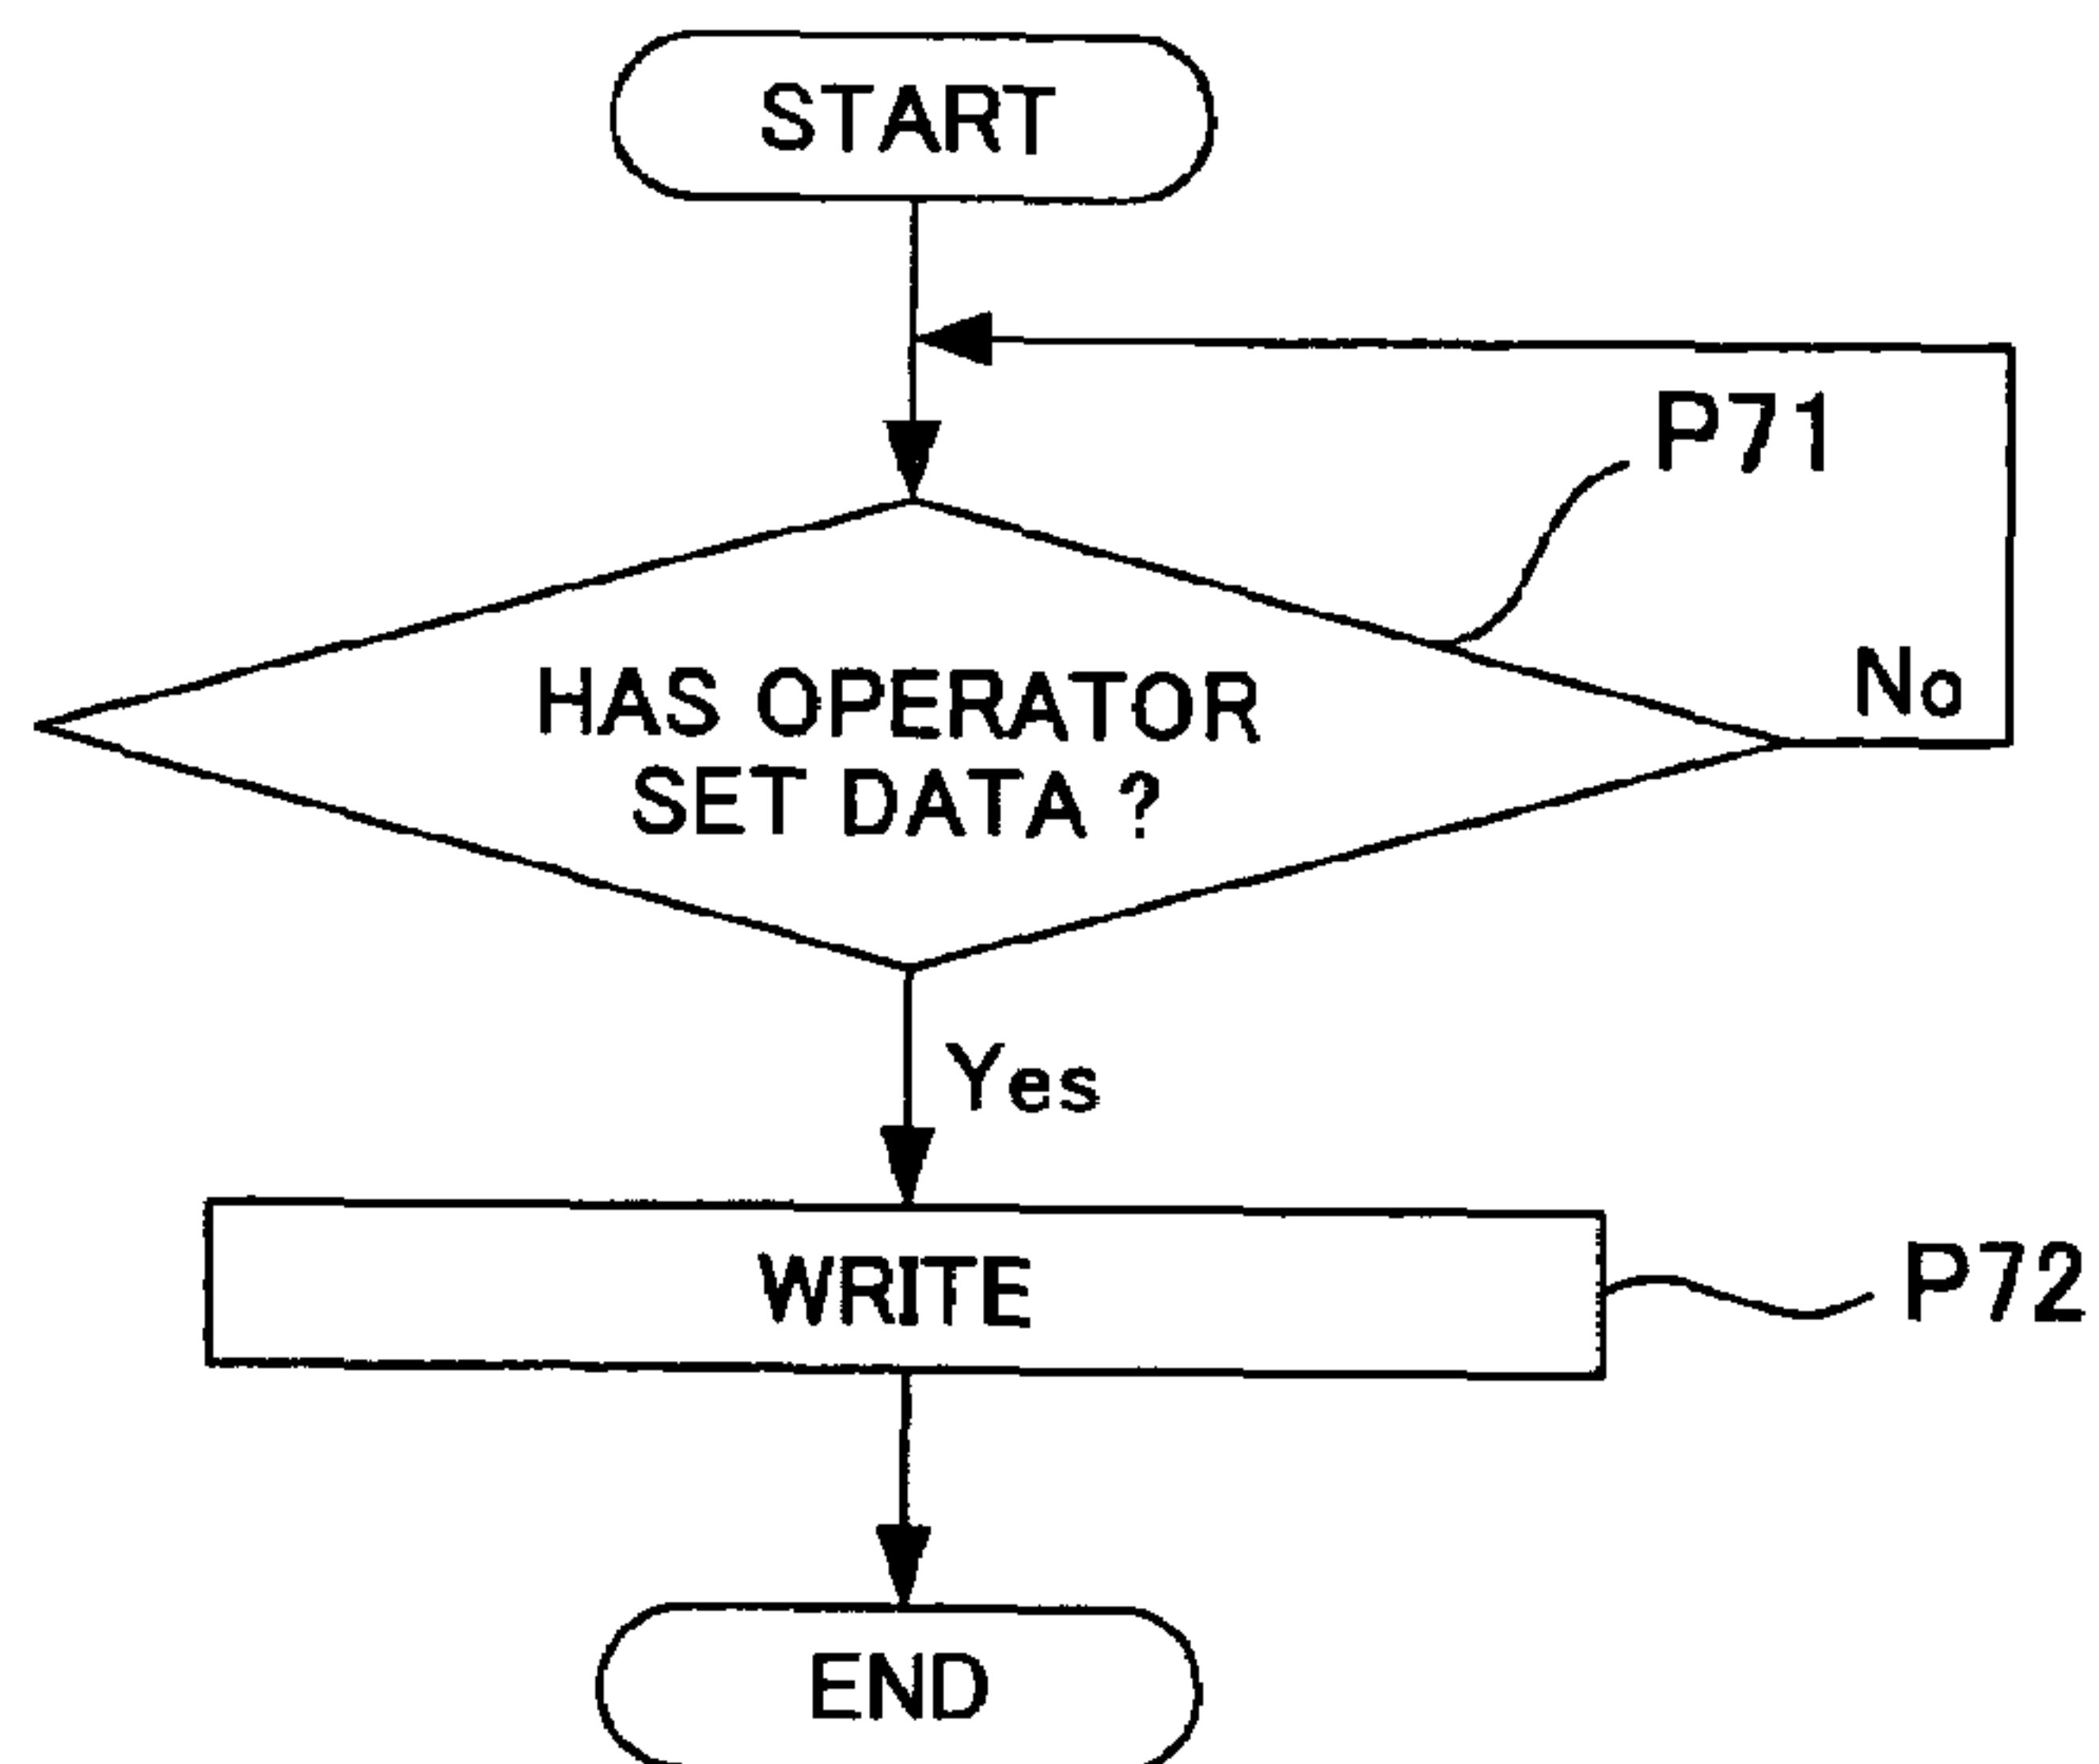 START
P71
No
HAS OPERATOR
SET DATA ?
Yes
WRITE
P72
END